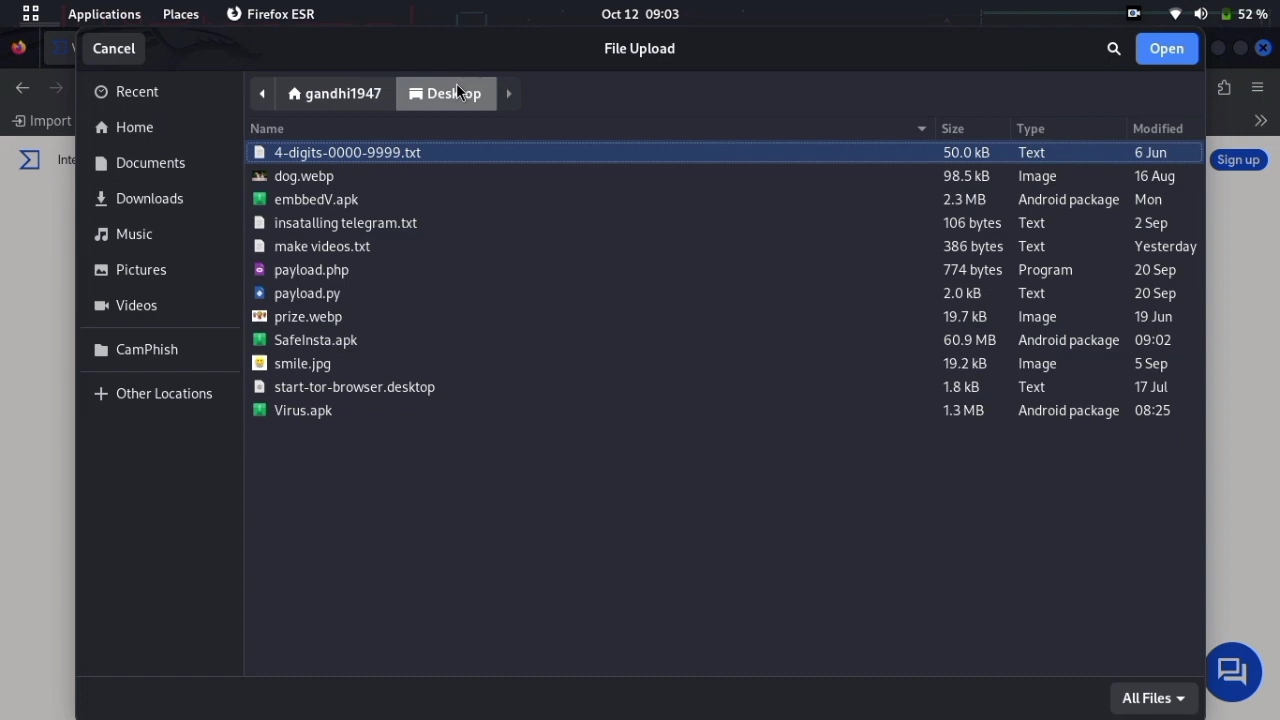 Applications Places Firefox ESR Oct 12 09:03 52 %
Cancel File Upload Open
Recent
Home
Documents
Downloads
Music
Pictures
Videos
CamPhish
Other Locations
gandhi1947 Desktop
Name Size Type Modified
4-digits-0000-9999.txt 50.0 kB Text 6 Jun
dog.webp 98.5 kB Image 16 Aug
embbedV.apk 2.3 MB Android package Mon
insatalling telegram.txt 106 bytes Text 2 Sep
make videos.txt 386 bytes Text Yesterday
payload.php 774 bytes Program 20 Sep
payload.py 2.0 kB Text 20 Sep
prize.webp 19.7 kB Image 19 Jun
SafeInsta.apk 60.9 MB Android package 09:02
smile.jpg 19.2 kB Image 5 Sep
start-tor-browser.desktop 1.8 kB Text 17 Jul
Virus.apk 1.3 MB Android package 08:25
All Files
Import
Sign up